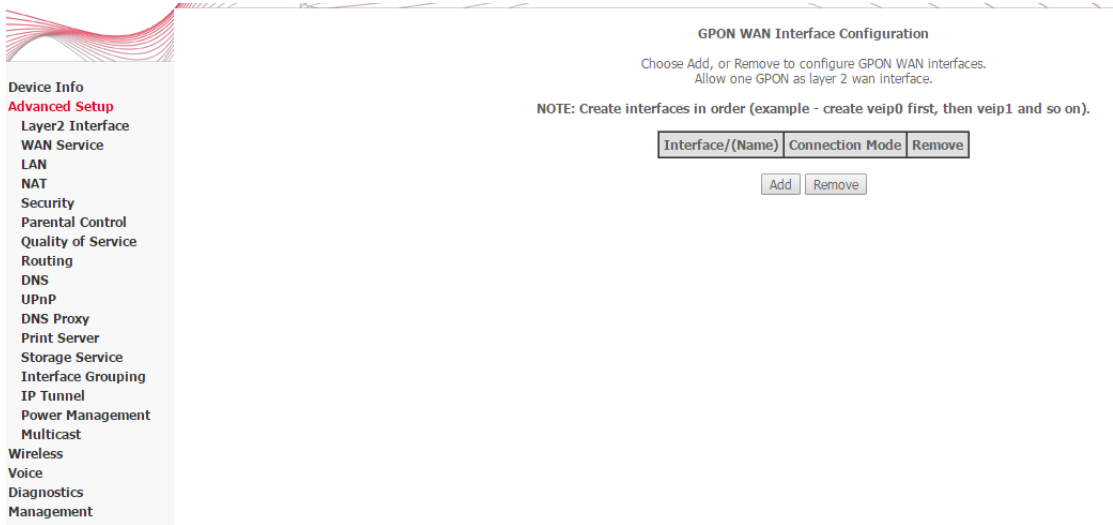 Device Info
Advanced Setup
Layer2 Interface
WAN Service
LAN
NAT
Security
Parental Control
Quality of Service
Routing
DNS
UPnP
DNS Proxy
Print Server
Storage Service
Interface Grouping
IP Tunnel
Power Management
Multicast
Wireless
Voice
Diagnostics
Management
GPON WAN Interface Configuration
Choose Add, or Remove to configure GPON WAN interfaces.
Allow one GPON as layer 2 wan interface.
NOTE: Create interfaces in order (example - create veip0 first, then veip1 and so on).
Interface/(Name) Connection Mode Remove
Add Remove